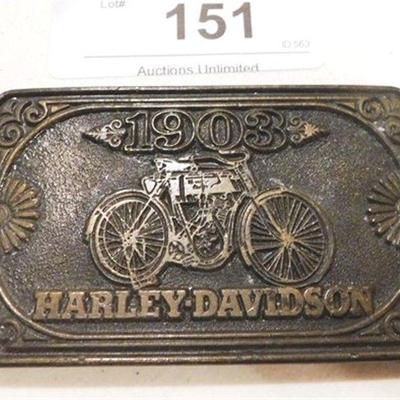 Lot#
151
ID:563
Auctions Unlimited
1903
HARLEY-DAVIDSON